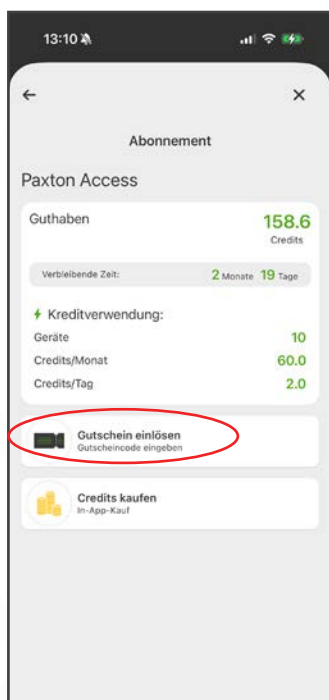 13:10
Abonnement
Paxton Access
Guthaben 158.6
Credits
Verbleibende Zeit: 2 Monate 19 Tage
Kreditverwendung:
Geräte 10
Credits/Monat 60.0
Credits/Tag 2.0
Gutschein einlösen
Gutscheincode eingeben
Credits kaufen
In-App-Kauf